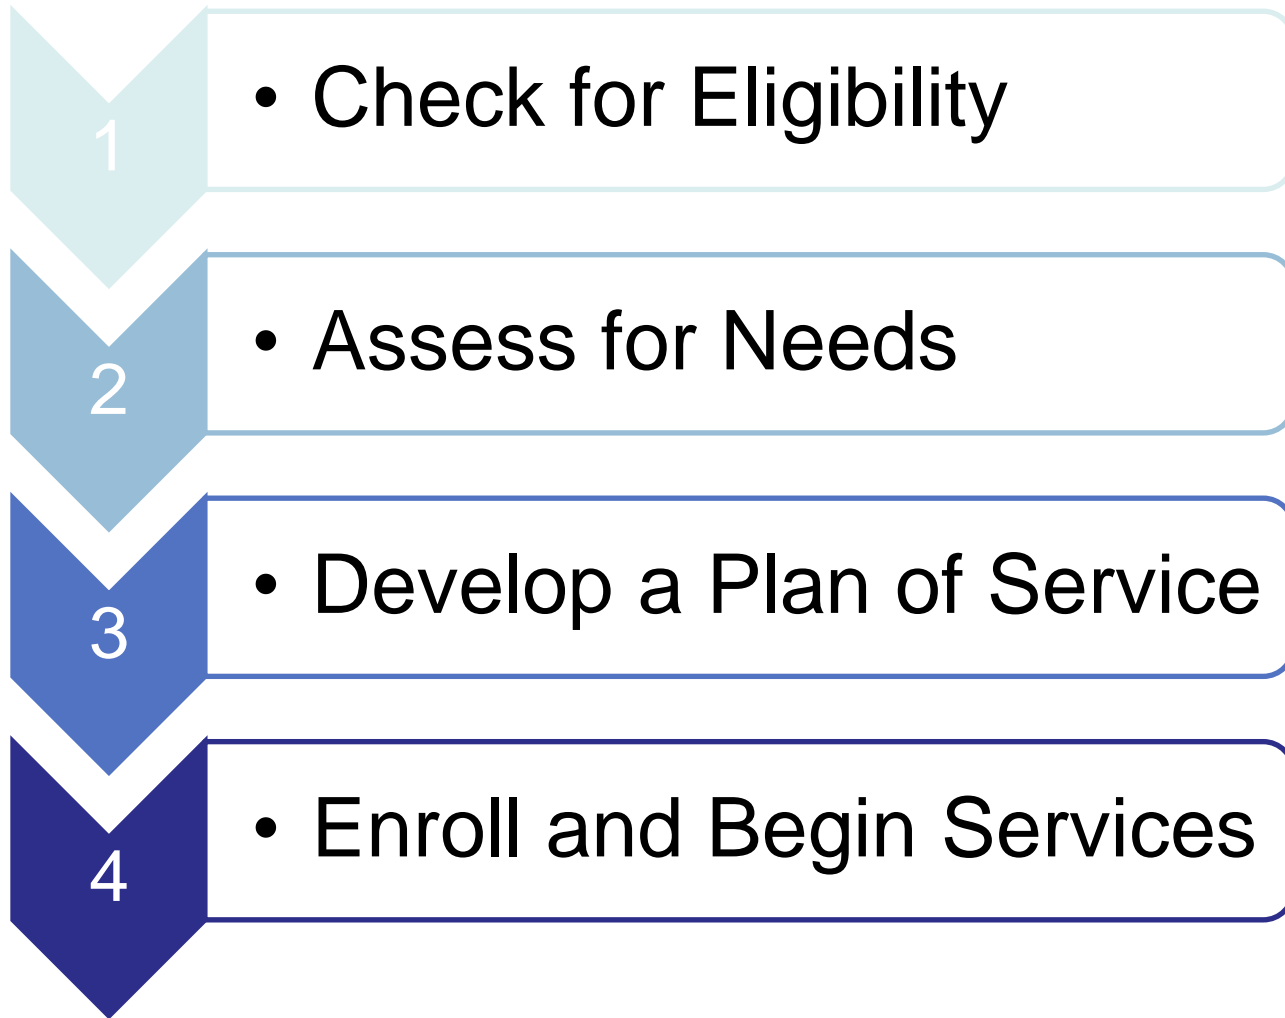 1
• Check for Eligibility
2
• Assess for Needs
3
• Develop a Plan of Service
4
• Enroll and Begin Services